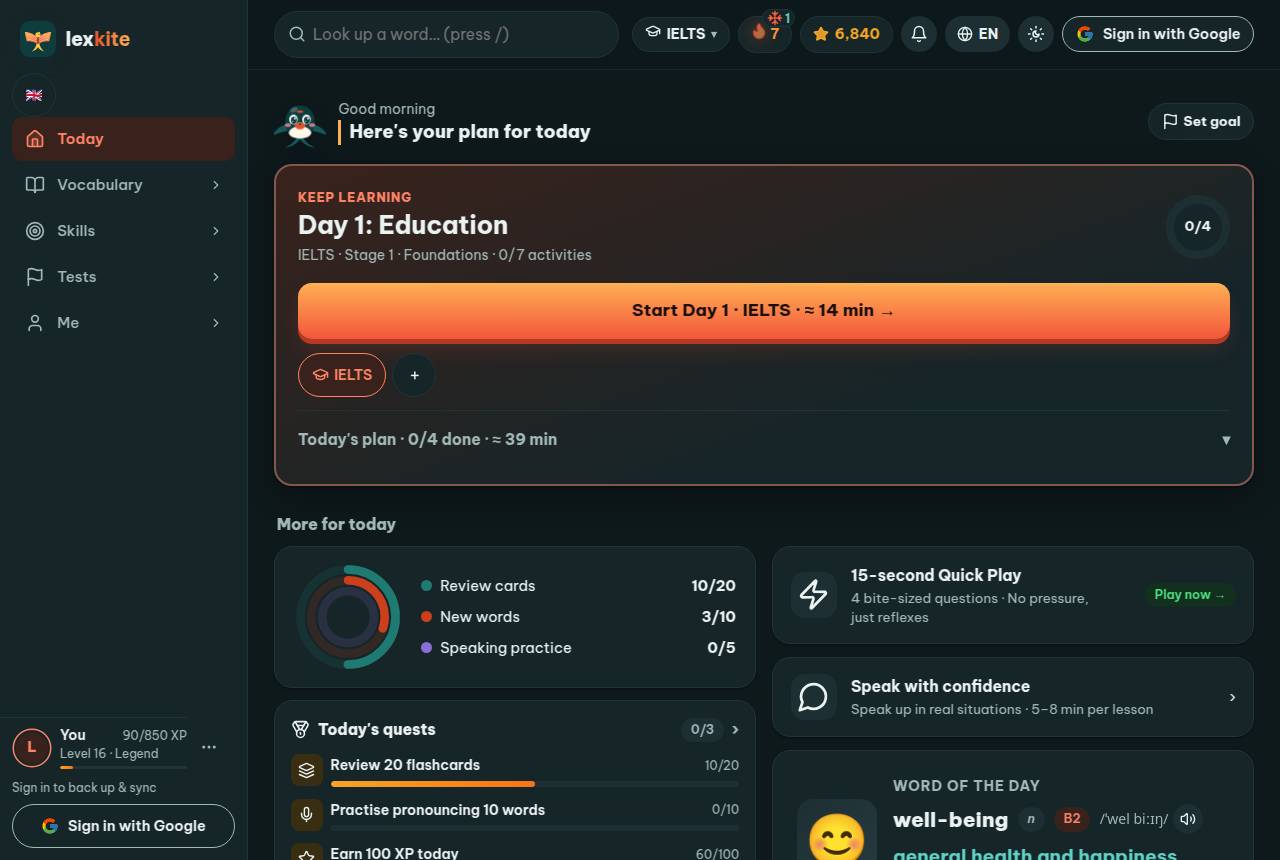 lexkite
Look up a word... (press /)
IELTS ▾
1
7
6,840
EN
Sign in with Google
Today
Vocabulary
Skills
Tests
Me
Good morning
Here's your plan for today
Set goal
KEEP LEARNING
Day 1: Education
IELTS · Stage 1 · Foundations · 0/7 activities
0/4
Start Day 1 · IELTS · ≈ 14 min →
IELTS
+
Today's plan · 0/4 done · ≈ 39 min ▾
More for today
Review cards 10/20
New words 3/10
Speaking practice 0/5
15-second Quick Play
4 bite-sized questions · No pressure,
just reflexes
Play now →
Speak with confidence
Speak up in real situations · 5–8 min per lesson
Today's quests 0/3
Review 20 flashcards 10/20
Practise pronouncing 10 words 0/10
Earn 100 XP today 60/100
WORD OF THE DAY
well-being n B2 /ˈwel biːɪŋ/
general health and happiness
L
You 90/850 XP
Level 16 · Legend
Sign in to back up & sync
Sign in with Google